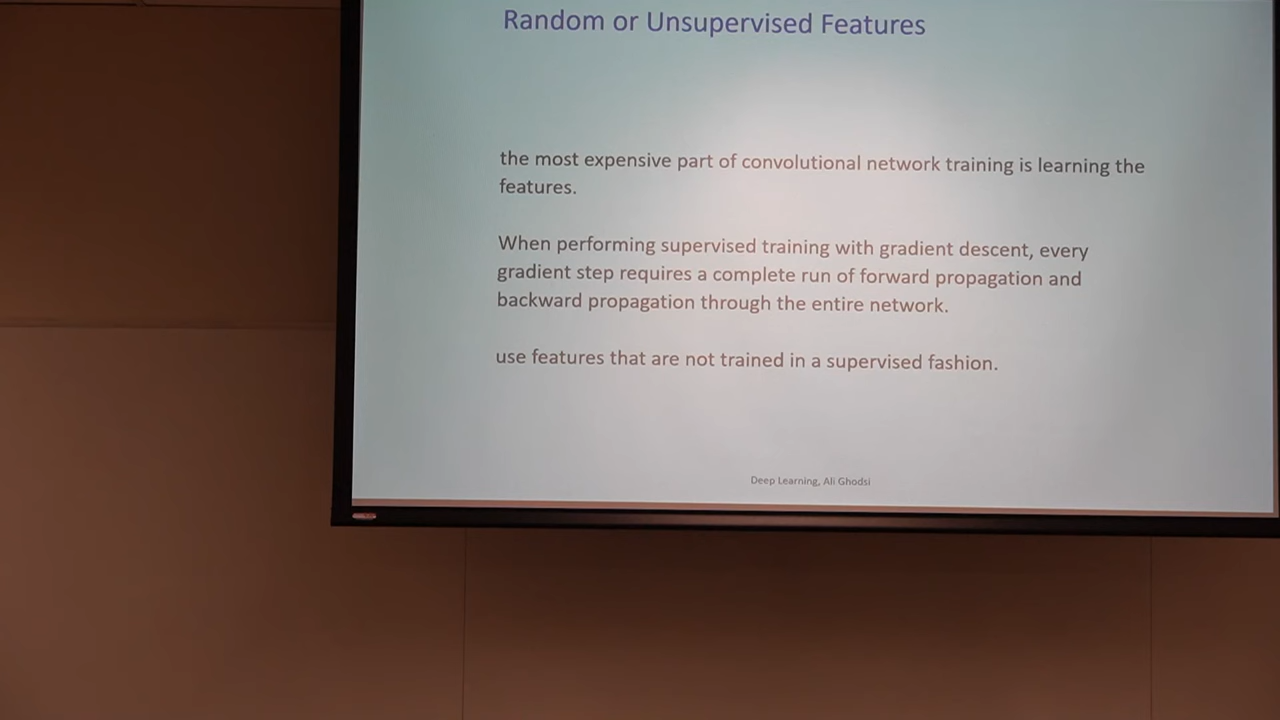 Random or Unsupervised Features
the most expensive part of convolutional network training is learning the
features.
When performing supervised training with gradient descent, every
gradient step requires a complete run of forward propagation and
backward propagation through the entire network.
use features that are not trained in a supervised fashion.
Deep Learning, Ali Ghodsi